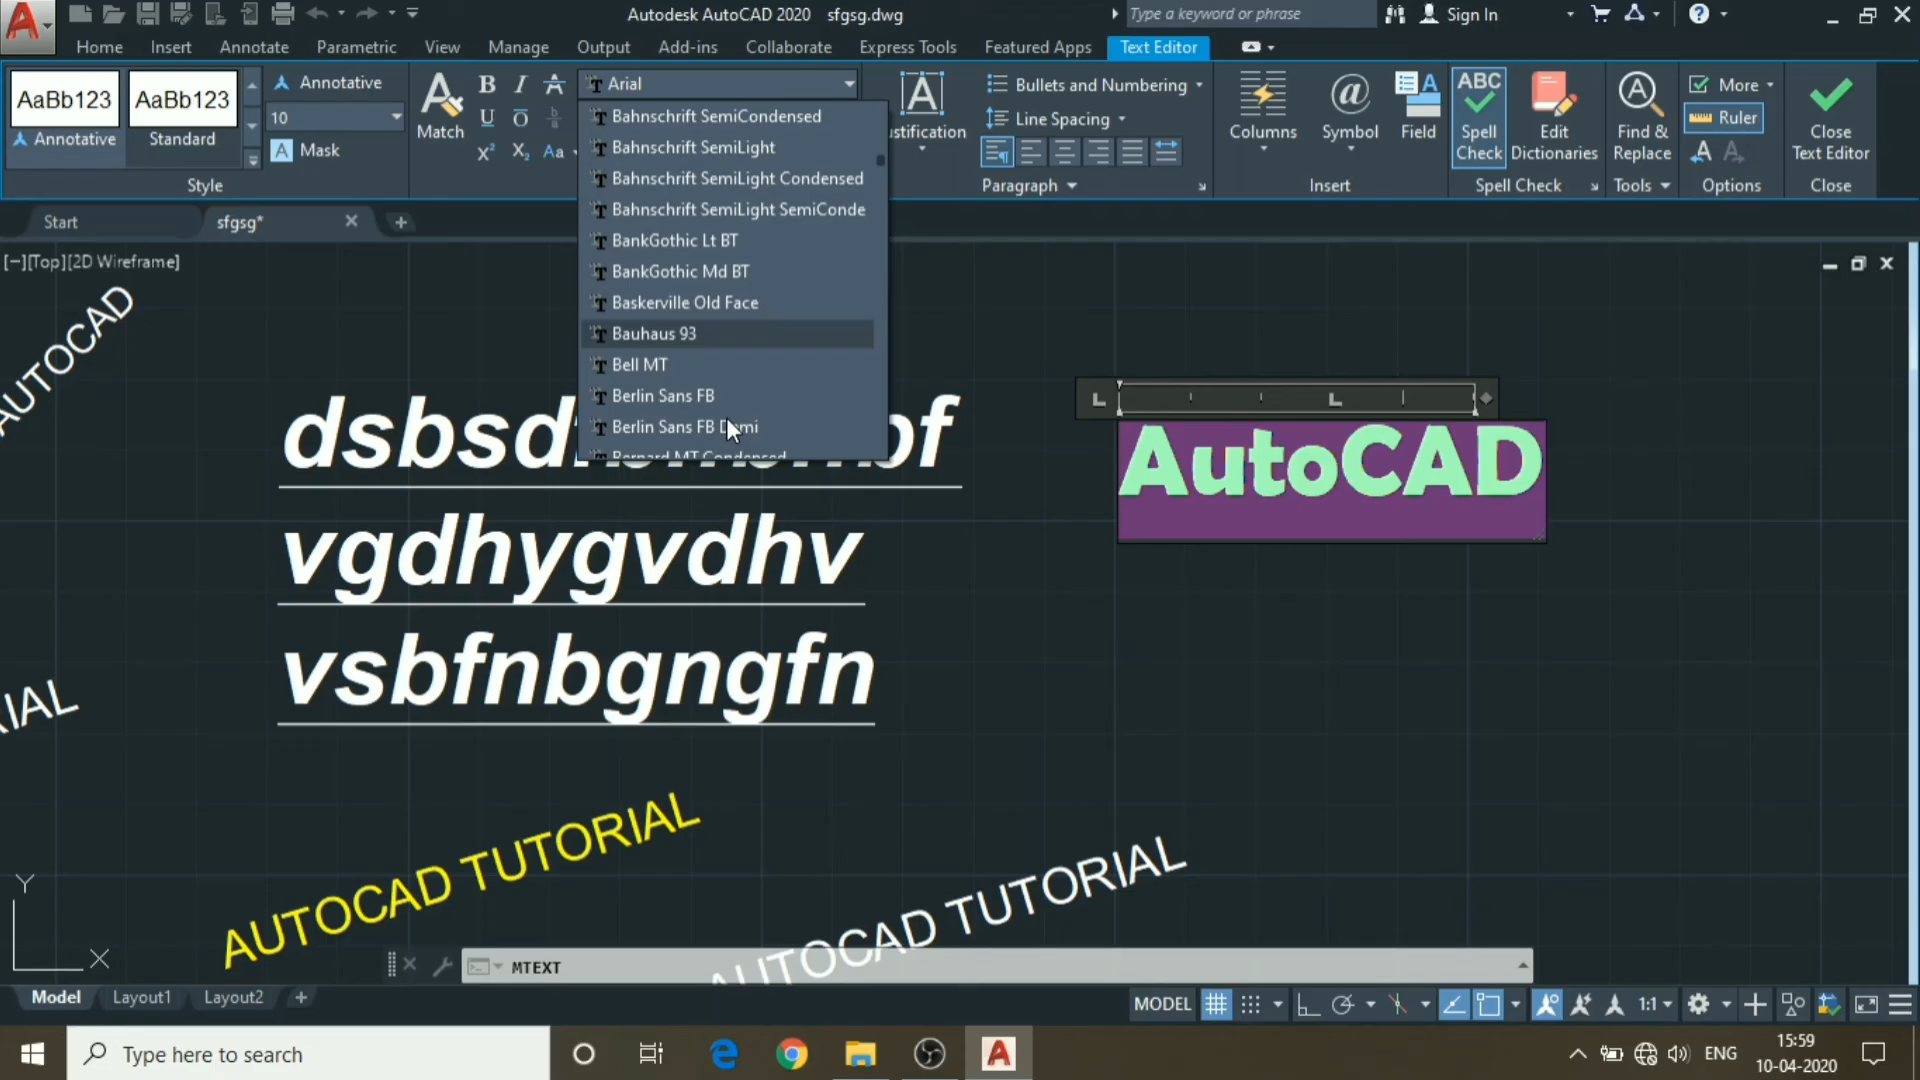 Autodesk AutoCAD 2020 sfgsg.dwg
Type a keyword or phrase
Sign In
Home Insert Annotate Parametric View Manage Output Add-ins Collaborate Express Tools Featured Apps Text Editor
AaBb123 AaBb123
Annotative
Standard
Annotative
10
Mask
Style
Match
Arial
Bahnschrift SemiCondensed
Bahnschrift SemiLight
Bahnschrift SemiLight Condensed
Bahnschrift SemiLight SemiConde
BankGothic Lt BT
BankGothic Md BT
Baskerville Old Face
Bauhaus 93
Bell MT
Berlin Sans FB
Berlin Sans FB Demi
Bernard MT Condensed
ustification
Bullets and Numbering
Line Spacing
Paragraph
Columns
Symbol
Field
Insert
ABC
Spell
Check
Edit
Dictionaries
Spell Check
Find &
Replace
Tools
More
Ruler
Options
Close
Text Editor
Close
Start
sfgsg*
[−][Top][2D Wireframe]
AUTOCAD
vgdhygvdhv
vsbfnbgngfn
AutoCAD
RIAL
AUTOCAD TUTORIAL
AUTOCAD TUTORIAL
Y
X
MTEXT
Model Layout1 Layout2
MODEL
1:1
Type here to search
ENG
15:59
10-04-2020